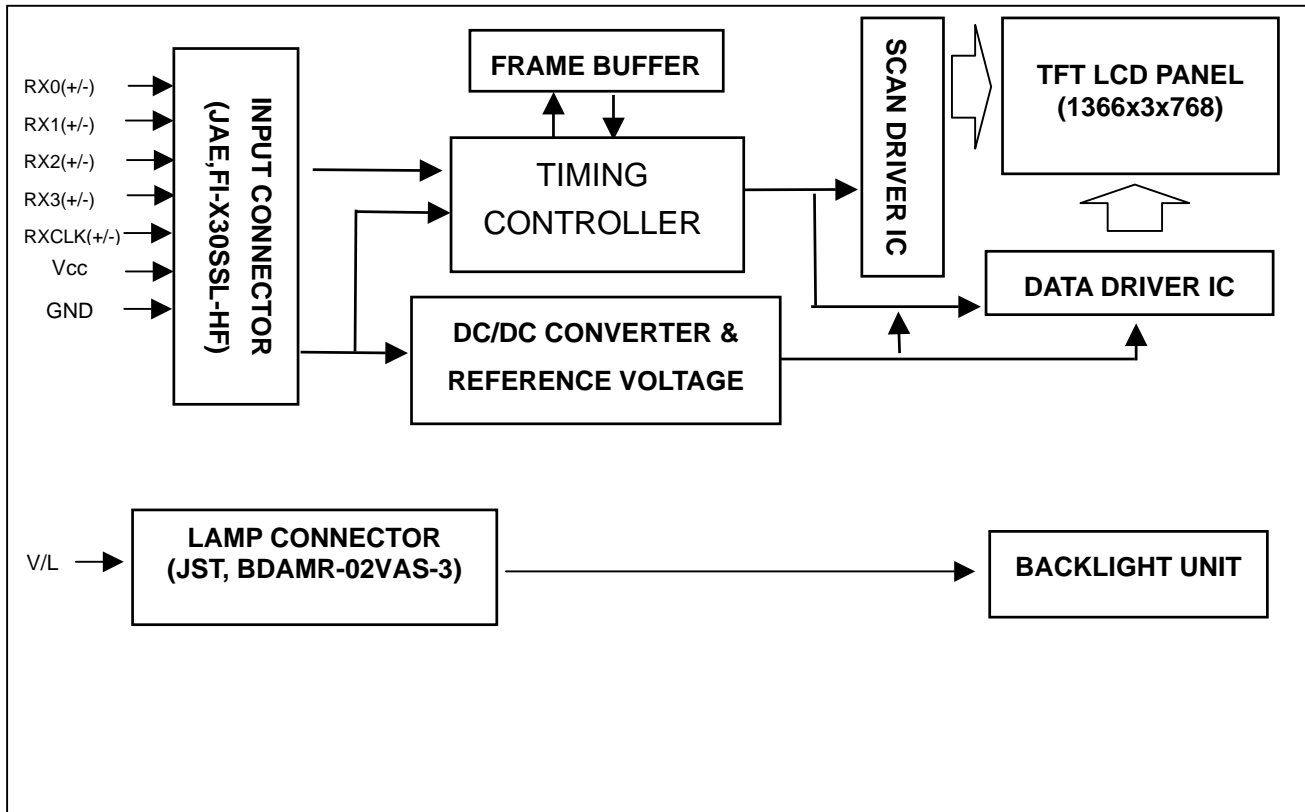 RX0(+/-)
RX1(+/-)
RX2(+/-)
RX3(+/-)
RXCLK(+/-)
Vcc
GND
INPUT CONNECTOR
(JAE,FI-X30SSL-HF)
FRAME BUFFER
TIMING
CONTROLLER
DC/DC CONVERTER &
REFERENCE VOLTAGE
SCAN DRIVER IC
TFT LCD PANEL
(1366x3x768)
DATA DRIVER IC
V/L
LAMP CONNECTOR
(JST, BDAMR-02VAS-3)
BACKLIGHT UNIT